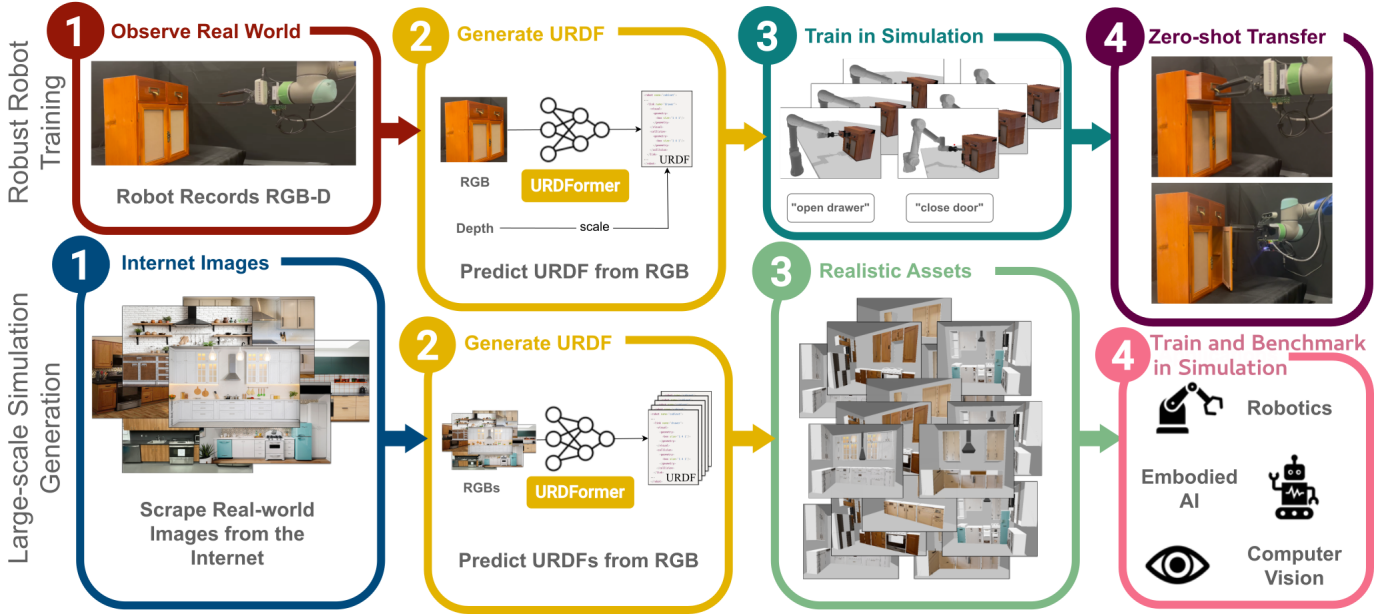 Robust Robot
Training
1
Observe Real World
Robot Records RGB-D
2
Generate URDF
RGB
URDFormer
URDF
Depth
scale
Predict URDF from RGB
3
Train in Simulation
"open drawer"
"close door"
4
Zero-shot Transfer
Large-scale Simulation
Generation
1
Internet Images
Scrape Real-world
Images from the
Internet
2
Generate URDF
RGBs
URDFormer
URDF
Predict URDFs from RGB
3
Realistic Assets
4
Train and Benchmark
in Simulation
Robotics
Embodied
AI
Computer
Vision